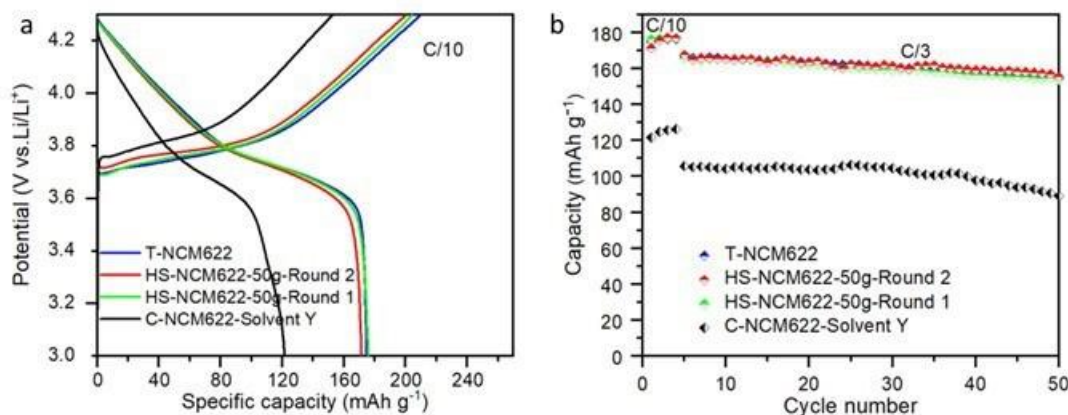 a
C/10
Potential (V vs.Li/Li⁺)
4.2
4.0
3.8
3.6
3.4
3.2
3.0
T-NCM622
HS-NCM622-50g-Round 2
HS-NCM622-50g-Round 1
C-NCM622-Solvent Y
0 40 80 120 160 200 240
Specific capacity (mAh g⁻¹)
b
C/10
C/3
Capacity (mAh g⁻¹)
180
160
140
120
100
80
60
40
20
0
T-NCM622
HS-NCM622-50g-Round 2
HS-NCM622-50g-Round 1
C-NCM622-Solvent Y
0 10 20 30 40 50
Cycle number